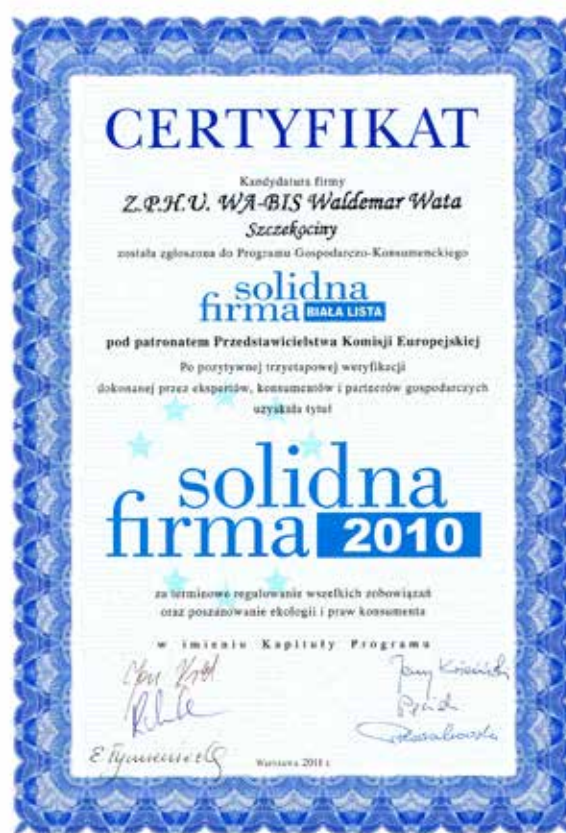 CERTYFIKAT
Kandydatura firmy
Z.P.H.U. WA-BIS Waldemar Wata
Szczekociny
została zgłoszona do Programu Gospodarczo-Konsumenckiego
solidna
firma BIAŁA LISTA
pod patronatem Przedstawicielstwa Komisji Europejskiej
Po pozytywnej trzyetapowej weryfikacji
dokonanej przez ekspertów, konsumentów i partnerów gospodarczych
uzyskała tytuł
solidna
firma 2010
za terminowe regulowanie wszelkich zobowiązań
oraz poszanowanie ekologii i praw konsumenta
w imieniu Kapituły Programu
Warszawa 2010 r.